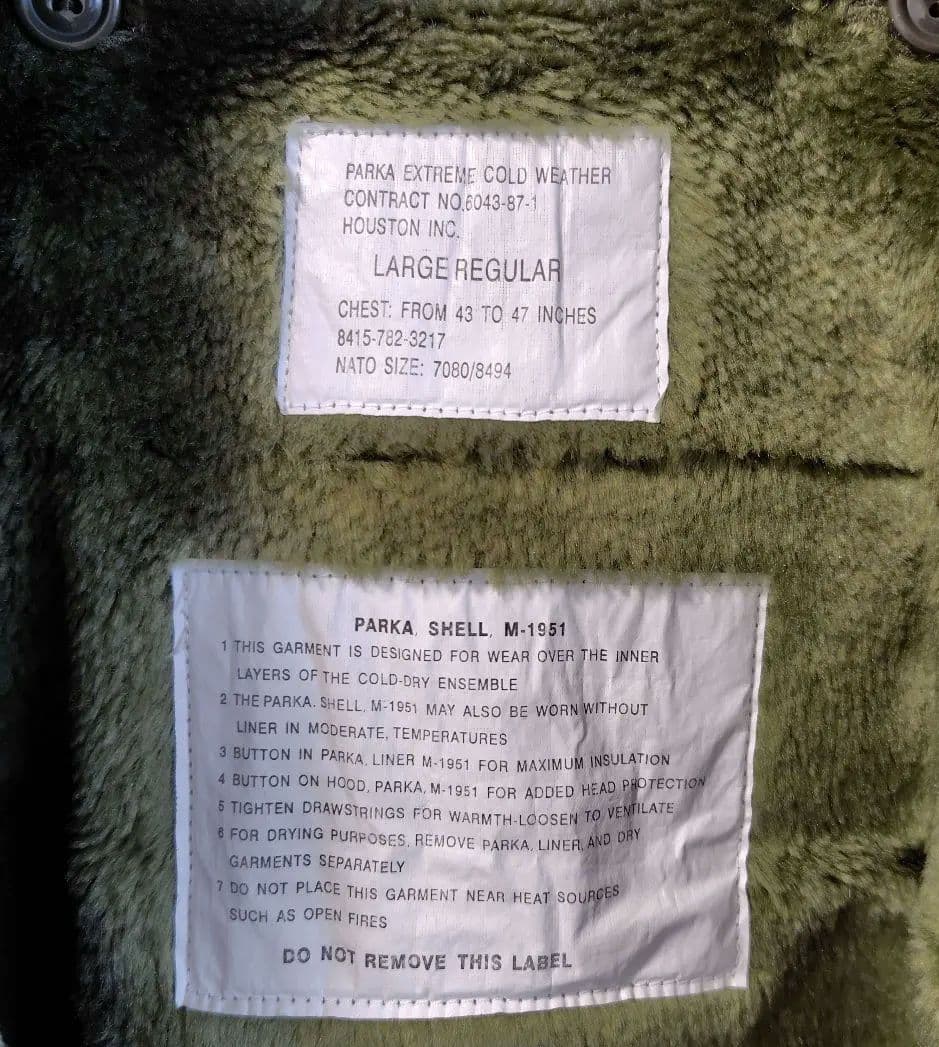 PARKA EXTREME COLD WEATHER
CONTRACT NO.6043-87-1
HOUSTON INC.
LARGE REGULAR
CHEST: FROM 43 TO 47 INCHES
8415-782-3217
NATO SIZE: 7080/8494
PARKA, SHELL, M-1951
1 THIS GARMENT IS DESIGNED FOR WEAR OVER THE INNER
LAYERS OF THE COLD-DRY ENSEMBLE
2 THE PARKA. SHELL, M-1951 MAY ALSO BE WORN WITHOUT
LINER IN MODERATE, TEMPERATURES
3 BUTTON IN PARKA, LINER M-1951 FOR MAXIMUM INSULATION
4 BUTTON ON HOOD, PARKA, M-1951 FOR ADDED HEAD PROTECTION
5 TIGHTEN DRAWSTRINGS FOR WARMTH-LOOSEN TO VENTILATE
6 FOR DRYING PURPOSES, REMOVE PARKA, LINER, AND DRY
GARMENTS SEPARATELY
7 DO NOT PLACE THIS GARMENT NEAR HEAT SOURCES
SUCH AS OPEN FIRES
DO NOT REMOVE THIS LABEL